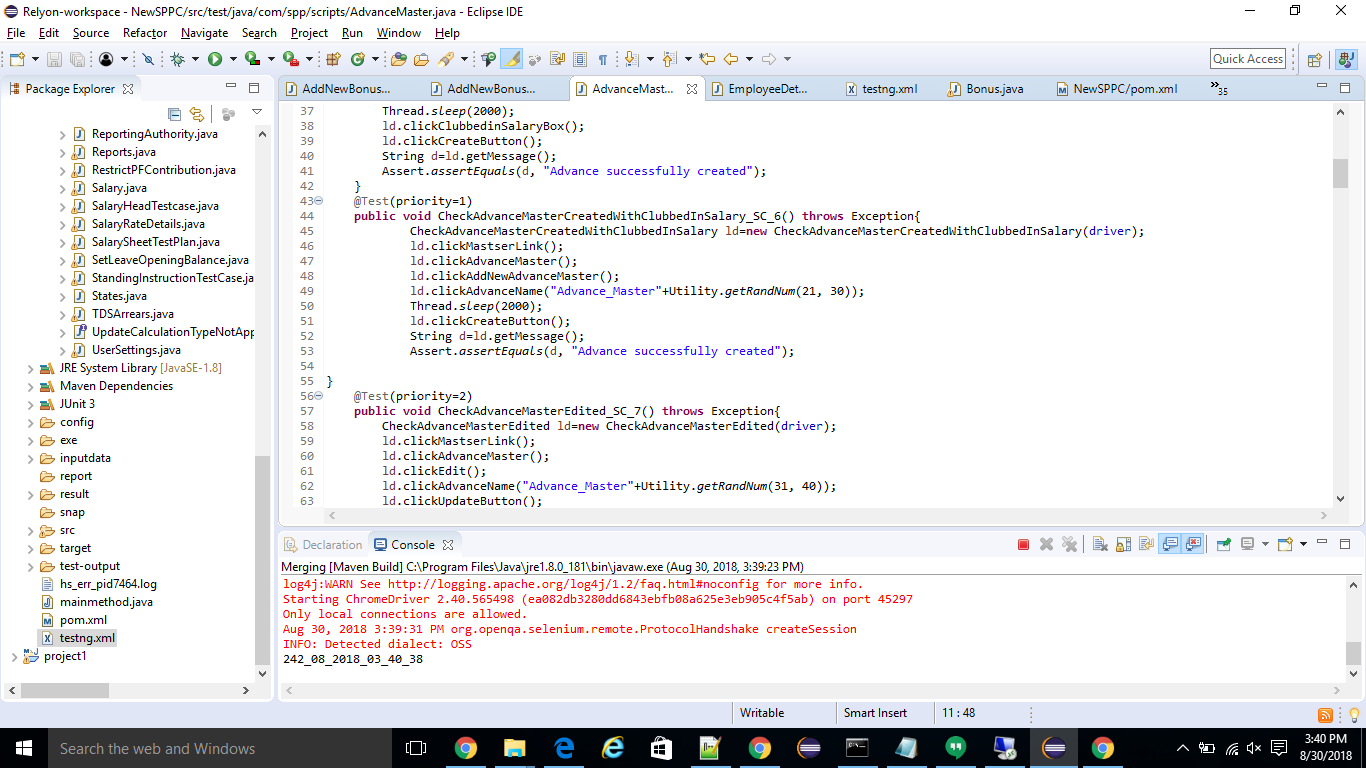 Relyon-workspace - NewSPPC/src/test/java/com/spp/scripts/AdvanceMaster.java - Eclipse IDE
File Edit Source Refactor Navigate Search Project Run Window Help
Quick Access
Package Explorer
ReportingAuthority.java
Reports.java
RestrictPFContribution.java
Salary.java
SalaryHeadTestcase.java
SalaryRateDetails.java
SalarySheetTestPlan.java
SetLeaveOpeningBalance.java
StandingInstructionTestCase.ja
States.java
TDSArrears.java
UpdateCalculationTypeNotApp
UserSettings.java
JRE System Library [JavaSE-1.8]
Maven Dependencies
JUnit 3
config
exe
inputdata
report
result
snap
src
target
test-output
hs_err_pid7464.log
mainmethod.java
pom.xml
testng.xml
project1
AddNewBonus... AddNewBonus... AdvanceMast... EmployeeDet... testng.xml Bonus.java NewSPPC/pom.xml 35
37 Thread.sleep(2000);
38 ld.clickClubbedinSalaryBox();
39 ld.clickCreateButton();
40 String d=ld.getMessage();
41 Assert.assertEquals(d, "Advance successfully created");
42 }
43 @Test(priority=1)
44 public void CheckAdvanceMasterCreatedWithClubbedInSalary_SC_6() throws Exception{
45 CheckAdvanceMasterCreatedWithClubbedInSalary ld=new CheckAdvanceMasterCreatedWithClubbedInSalary(driver);
46 ld.clickMastserLink();
47 ld.clickAdvanceMaster();
48 ld.clickAddNewAdvanceMaster();
49 ld.clickAdvanceName("Advance_Master"+Utility.getRandNum(21, 30));
50 Thread.sleep(2000);
51 ld.clickCreateButton();
52 String d=ld.getMessage();
53 Assert.assertEquals(d, "Advance successfully created");
54
55 }
56 @Test(priority=2)
57 public void CheckAdvanceMasterEdited_SC_7() throws Exception{
58 CheckAdvanceMasterEdited ld=new CheckAdvanceMasterEdited(driver);
59 ld.clickMastserLink();
60 ld.clickAdvanceMaster();
61 ld.clickEdit();
62 ld.clickAdvanceName("Advance_Master"+Utility.getRandNum(31, 40));
63 ld.clickUpdateButton();
Declaration Console
Merging [Maven Build] C:\Program Files\Java\jre1.8.0_181\bin\javaw.exe (Aug 30, 2018, 3:39:23 PM)
log4j:WARN See http://logging.apache.org/log4j/1.2/faq.html#noconfig for more info.
Starting ChromeDriver 2.40.565498 (ea082db3280dd6843ebfb08a625e3eb905c4f5ab) on port 45297
Only local connections are allowed.
Aug 30, 2018 3:39:31 PM org.openqa.selenium.remote.ProtocolHandshake createSession
INFO: Detected dialect: OSS
242_08_2018_03_40_38
Writable Smart Insert 11 : 48
Search the web and Windows
3:40 PM
8/30/2018